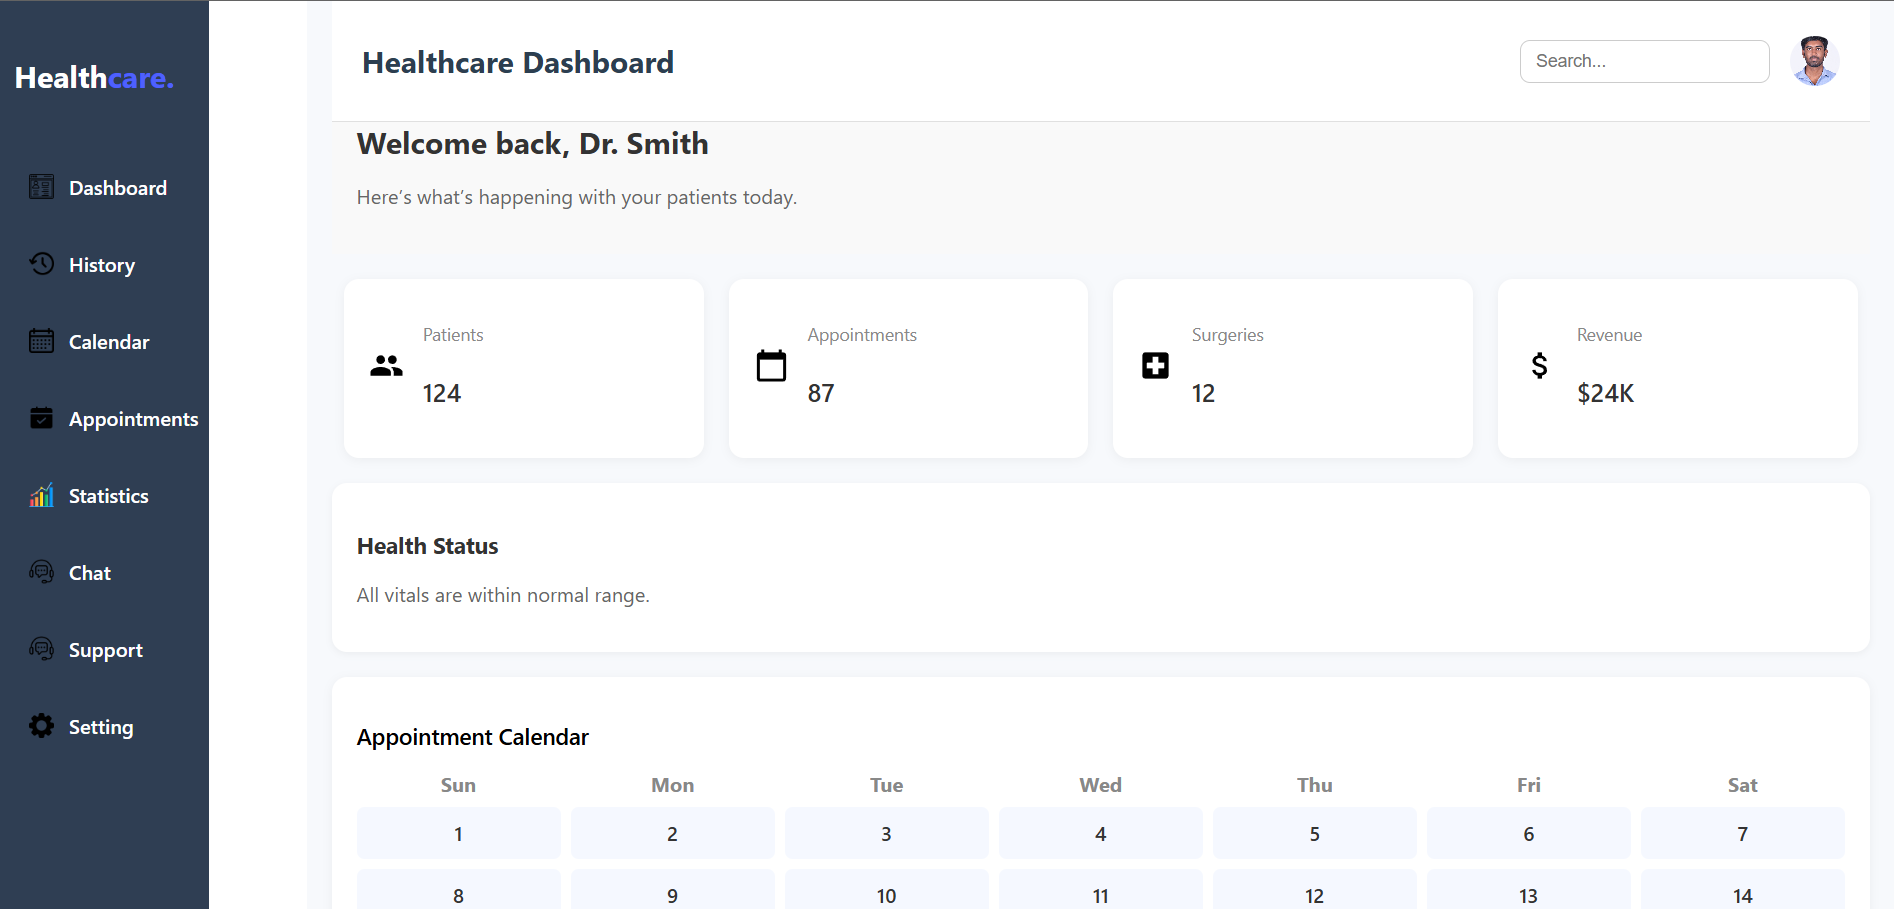 Healthcare.
Dashboard
History
Calendar
Appointments
Statistics
Chat
Support
Setting
Healthcare Dashboard
Search...
Welcome back, Dr. Smith
Here’s what’s happening with your patients today.
Patients
124
Appointments
87
Surgeries
12
Revenue
$24K
Health Status
All vitals are within normal range.
Appointment Calendar
Sun Mon Tue Wed Thu Fri Sat
1 2 3 4 5 6 7
8 9 10 11 12 13 14